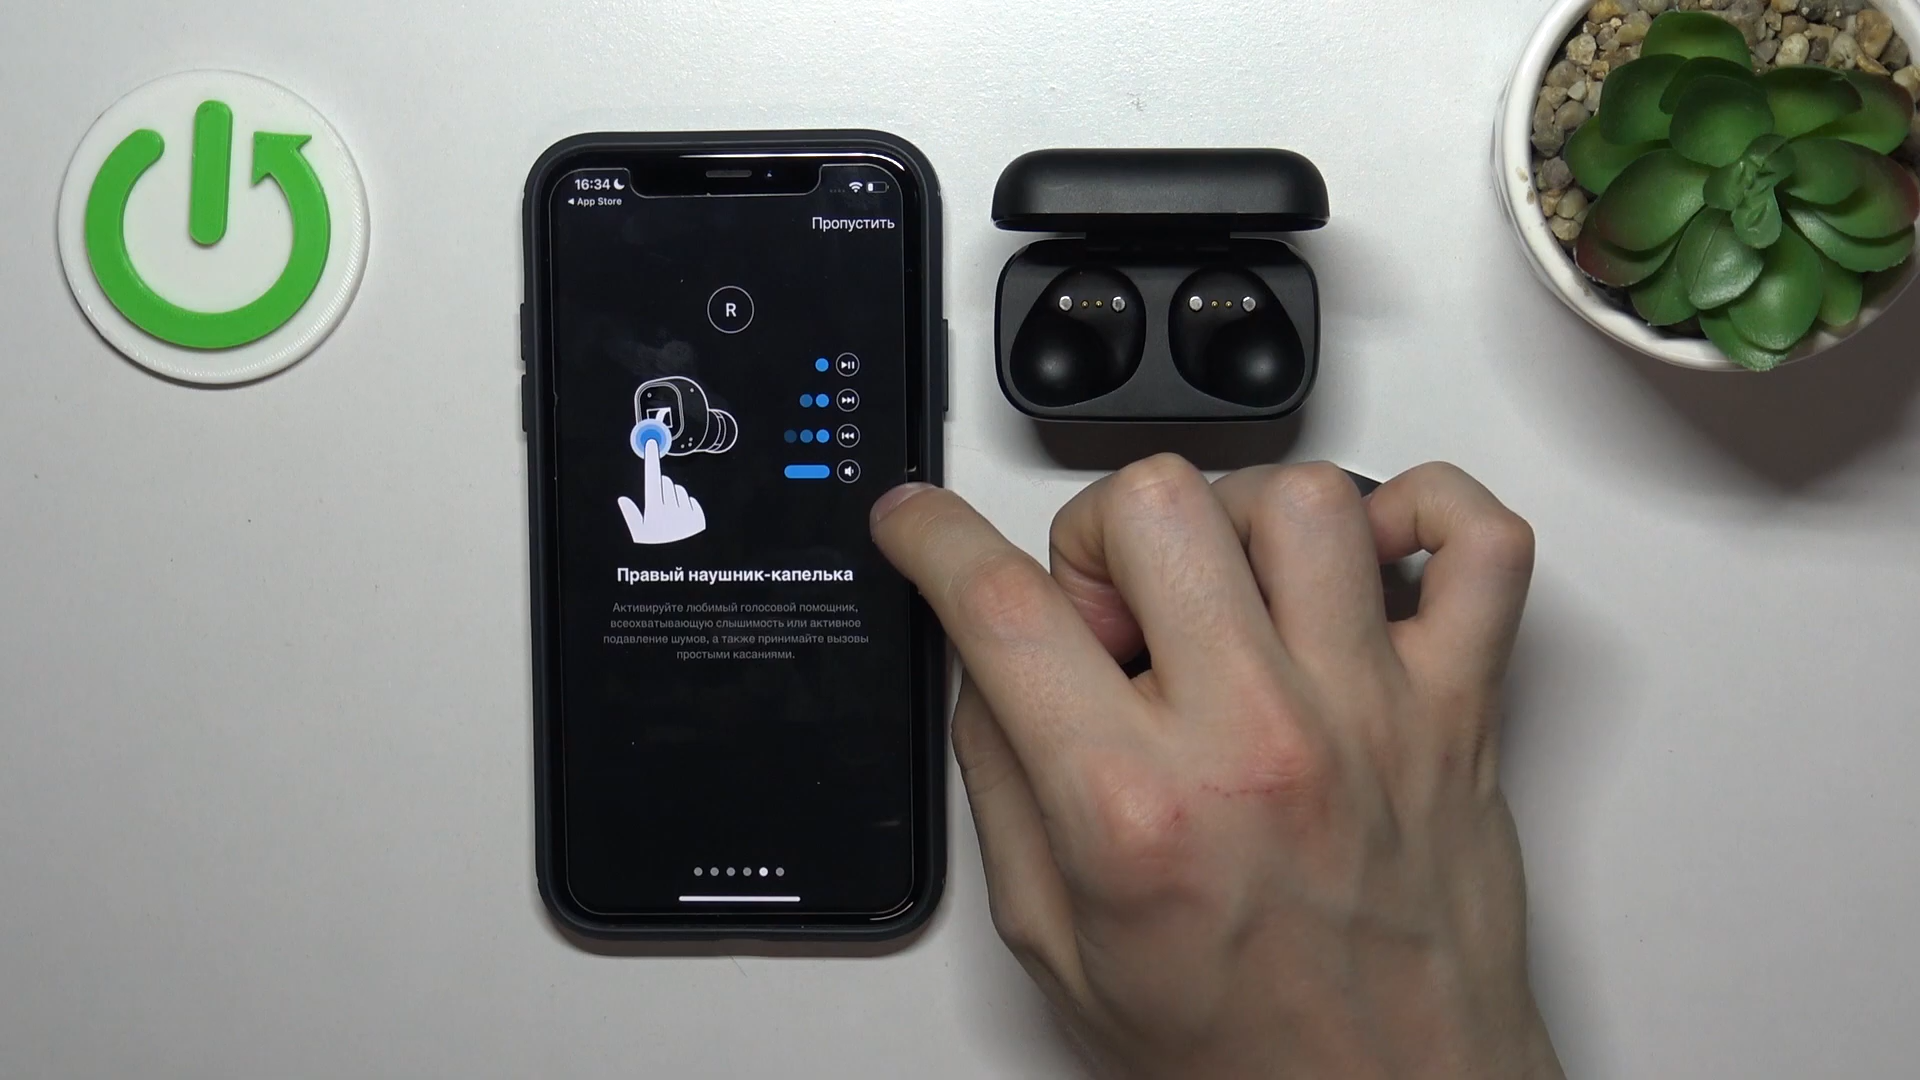 16:34
◄ App Store
Пропустить
R
Правый наушник-капелька
Активируйте любимый голосовой помощник,
всеохватывающую слышимость или активное
подавление шумов, а также принимайте вызовы
простыми касаниями.